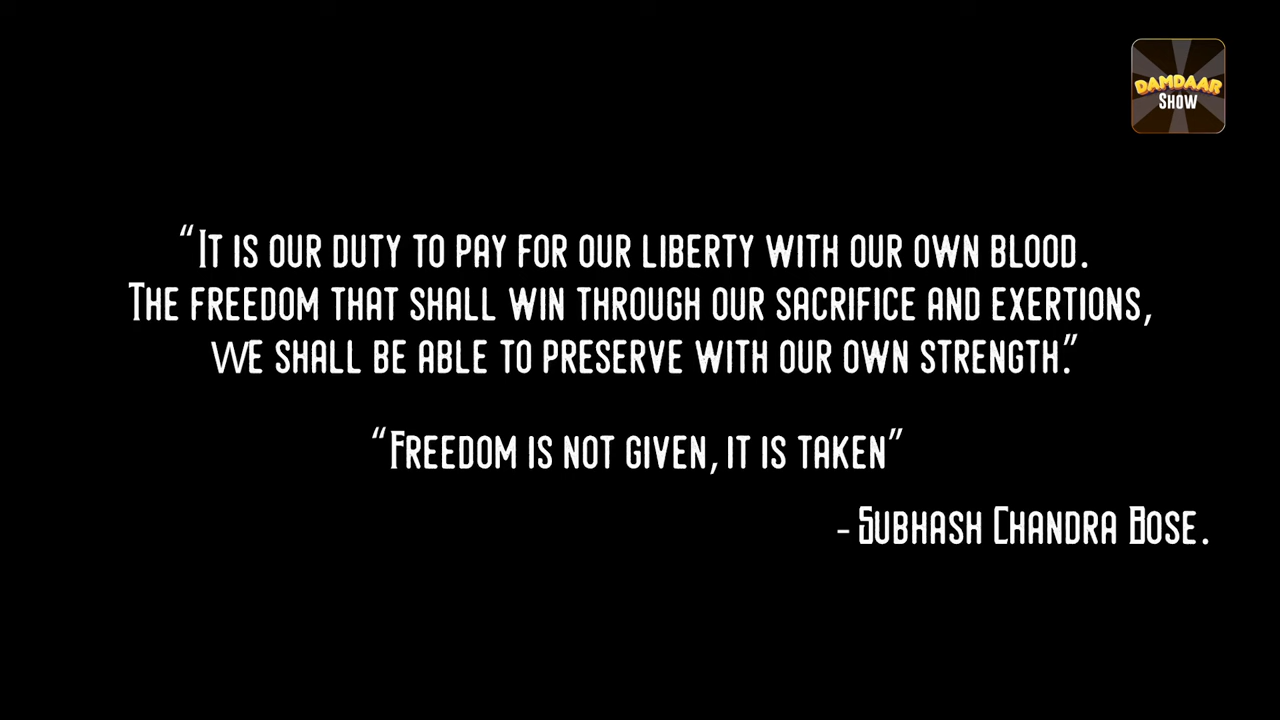 DAMDAAR
SHOW
“It is our duty to pay for our liberty with our own blood.
The freedom that shall win through our sacrifice and exertions,
we shall be able to preserve with our own strength.”
“Freedom is not given, it is taken”
- Subhash Chandra Bose.